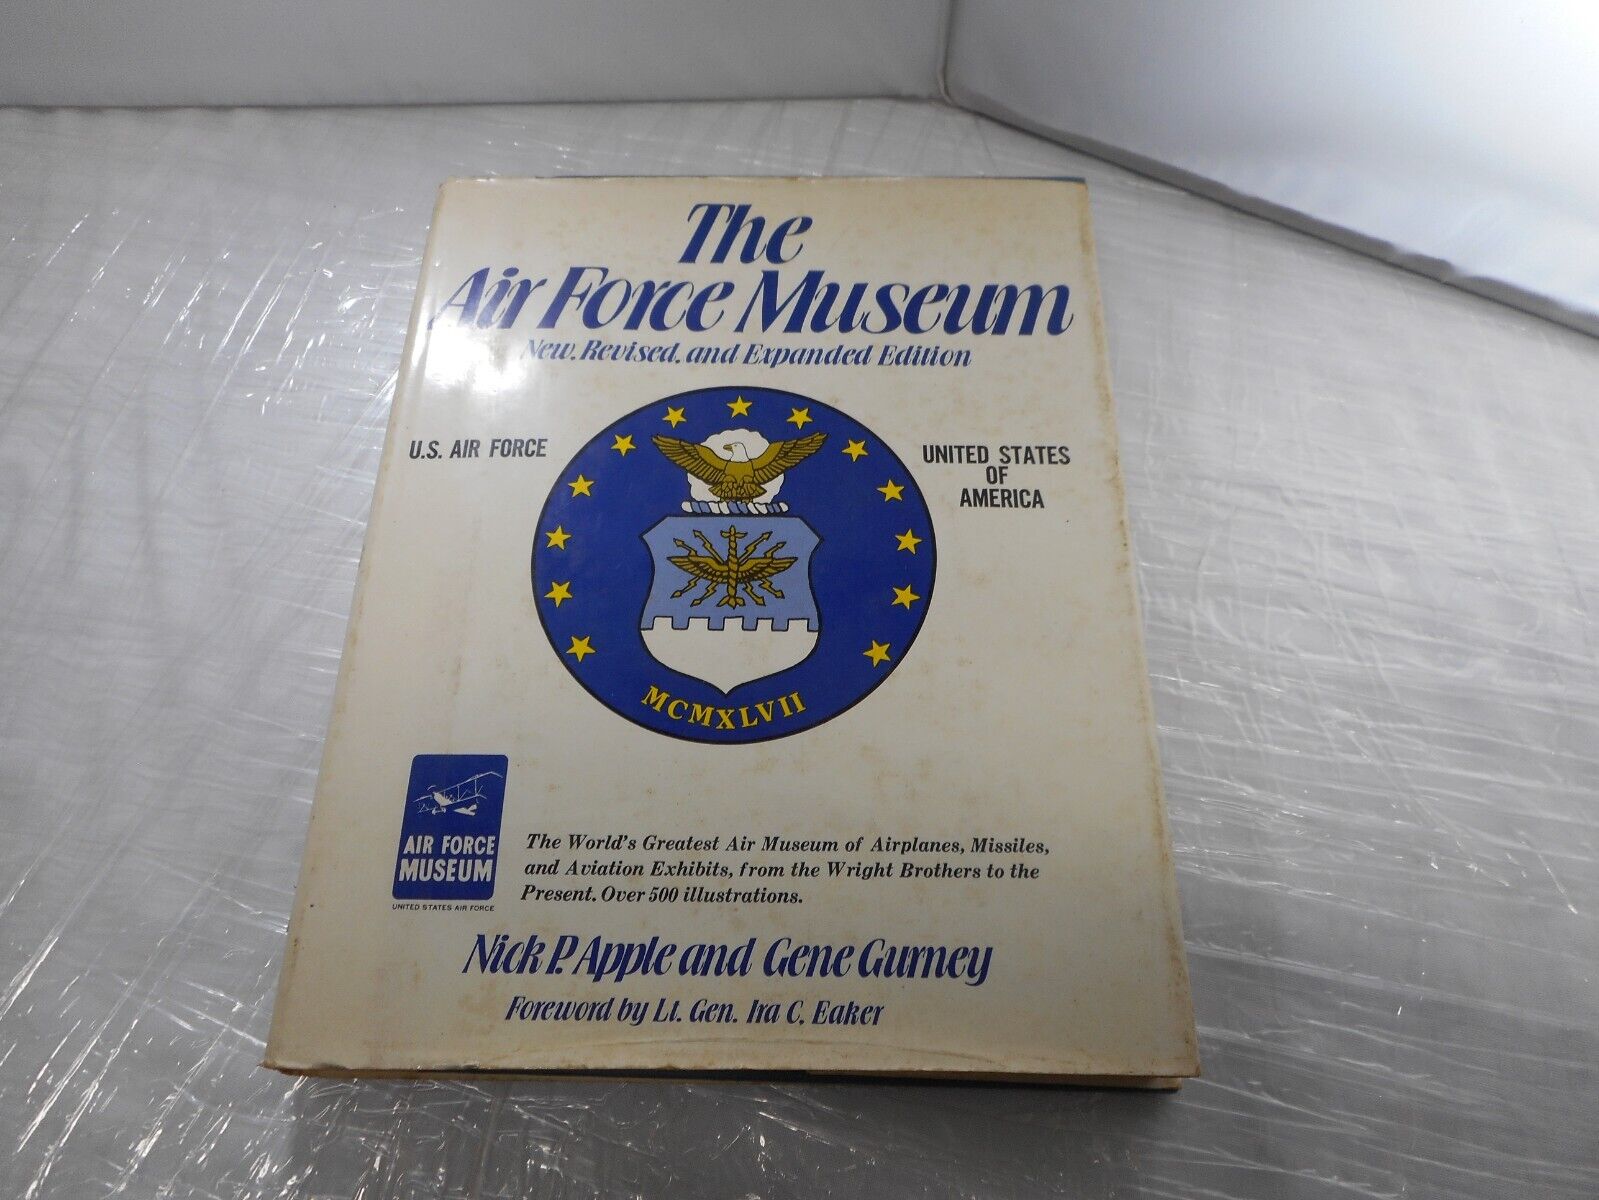 The
Air Force Museum
New, Revised, and Expanded Edition
U.S. AIR FORCE
UNITED STATES
OF
AMERICA
MCMXLVII
AIR FORCE
MUSEUM
UNITED STATES AIR FORCE
The World's Greatest Air Museum of Airplanes, Missiles,
and Aviation Exhibits, from the Wright Brothers to the
Present. Over 500 illustrations.
Nick P. Apple and Gene Gurney
Foreword by Lt. Gen. Ira C. Eaker